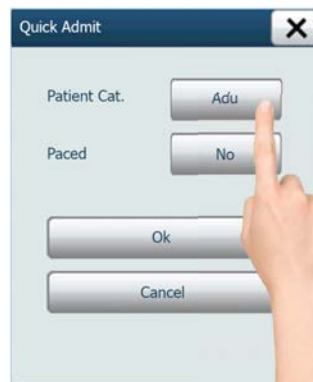 Quick Admit
Patient Cat. Adu
Paced No
Ok
Cancel